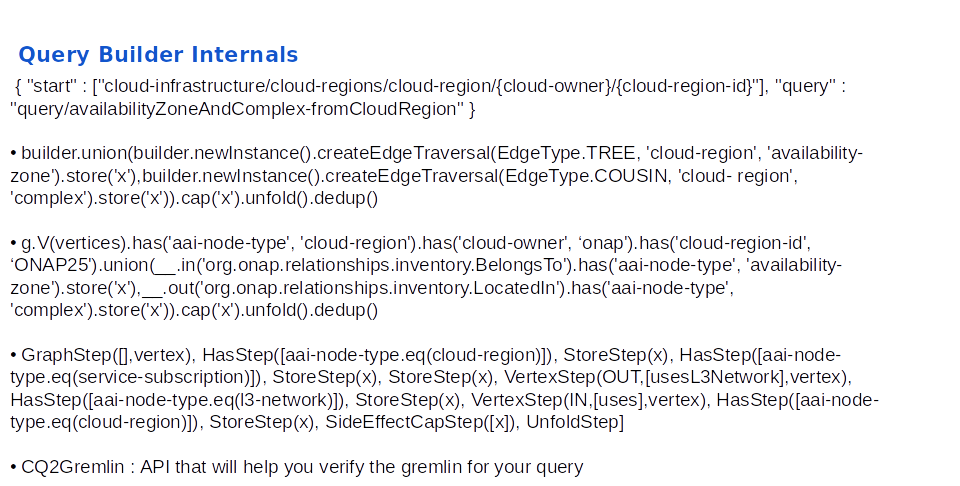 Query Builder Internals
{ "start" : ["cloud-infrastructure/cloud-regions/cloud-region/{cloud-owner}/{cloud-region-id}"], "query" :
"query/availabilityZoneAndComplex-fromCloudRegion" }
• builder.union(builder.newInstance().createEdgeTraversal(EdgeType.TREE, 'cloud-region', 'availability-
zone').store('x'),builder.newInstance().createEdgeTraversal(EdgeType.COUSIN, 'cloud- region',
'complex').store('x')).cap('x').unfold().dedup()
• g.V(vertices).has('aai-node-type', 'cloud-region').has('cloud-owner', ‘onap').has('cloud-region-id',
‘ONAP25').union(__.in('org.onap.relationships.inventory.BelongsTo').has('aai-node-type', 'availability-
zone').store('x'),__.out('org.onap.relationships.inventory.LocatedIn').has('aai-node-type',
'complex').store('x')).cap('x').unfold().dedup()
• GraphStep([],vertex), HasStep([aai-node-type.eq(cloud-region)]), StoreStep(x), HasStep([aai-node-
type.eq(service-subscription)]), StoreStep(x), StoreStep(x), VertexStep(OUT,[usesL3Network],vertex),
HasStep([aai-node-type.eq(l3-network)]), StoreStep(x), VertexStep(IN,[uses],vertex), HasStep([aai-node-
type.eq(cloud-region)]), StoreStep(x), SideEffectCapStep([x]), UnfoldStep]
• CQ2Gremlin : API that will help you verify the gremlin for your query